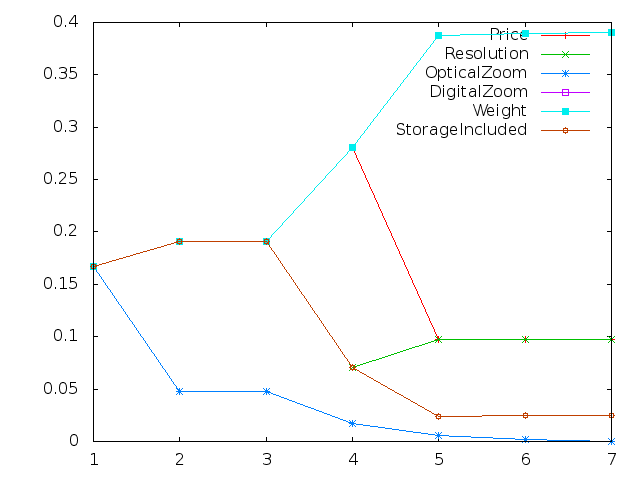 0.4
0.35
0.3
0.25
0.2
0.15
0.1
0.05
0
1 2 3 4 5 6 7
Price
Resolution
OpticalZoom
DigitalZoom
Weight
StorageIncluded